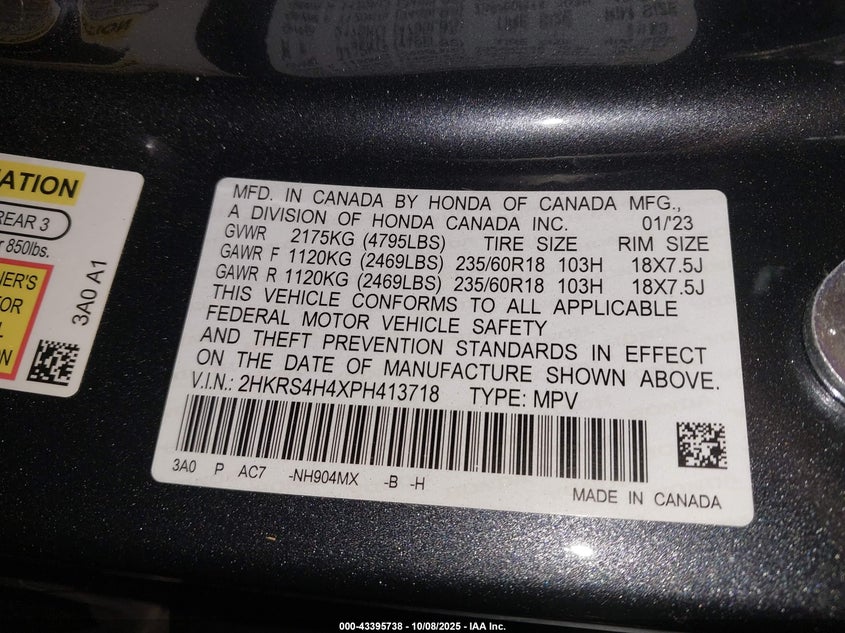 ATION
REAR 3
r 850lbs.
NER'S
OR
L
N
3A0 A1
MFD. IN CANADA BY HONDA OF CANADA MFG.,
A DIVISION OF HONDA CANADA INC. 01/'23
GVWR 2175KG (4795LBS) TIRE SIZE RIM SIZE
GAWR F 1120KG (2469LBS) 235/60R18 103H 18X7.5J
GAWR R 1120KG (2469LBS) 235/60R18 103H 18X7.5J
THIS VEHICLE CONFORMS TO ALL APPLICABLE
FEDERAL MOTOR VEHICLE SAFETY
AND THEFT PREVENTION STANDARDS IN EFFECT
ON THE DATE OF MANUFACTURE SHOWN ABOVE.
V.I.N.: 2HKRS4H4XPH413718 TYPE: MPV
3A0 P AC7 -NH904MX -B -H
MADE IN CANADA
000-43395738 - 10/08/2025 - IAA Inc.